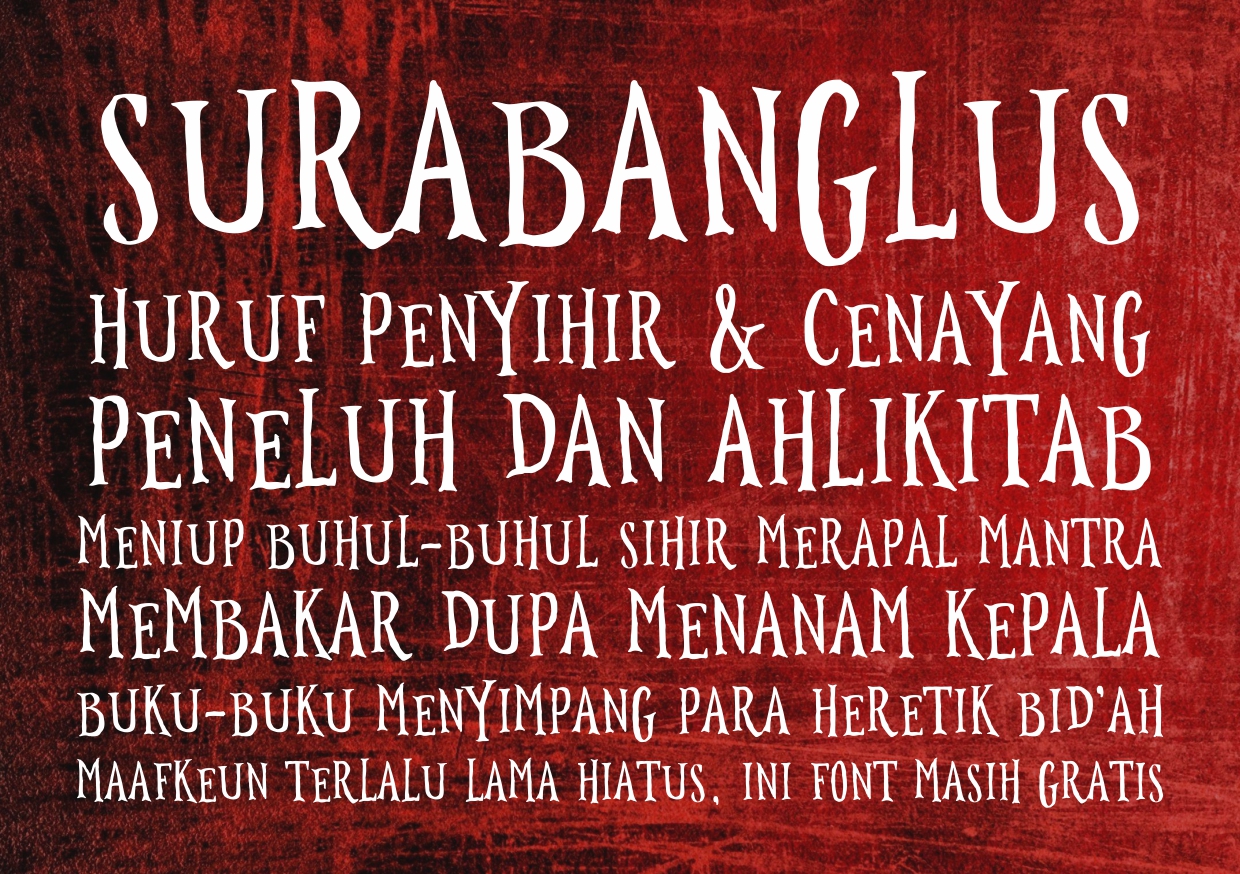 SURABANGLUS
HURUF PENYIHIR & CENAYANG
PENELUH DAN AHLIKITAB
MENIUP BUHUL-BUHUL SIHIR MERAPAL MANTRA
MEMBAKAR DUPA MENANAM KEPALA
BUKU-BUKU MENYIMPANG PARA HERETIK BID'AH
MAAFKEUN TERLALU LAMA HIATUS, INI FONT MASIH GRATIS